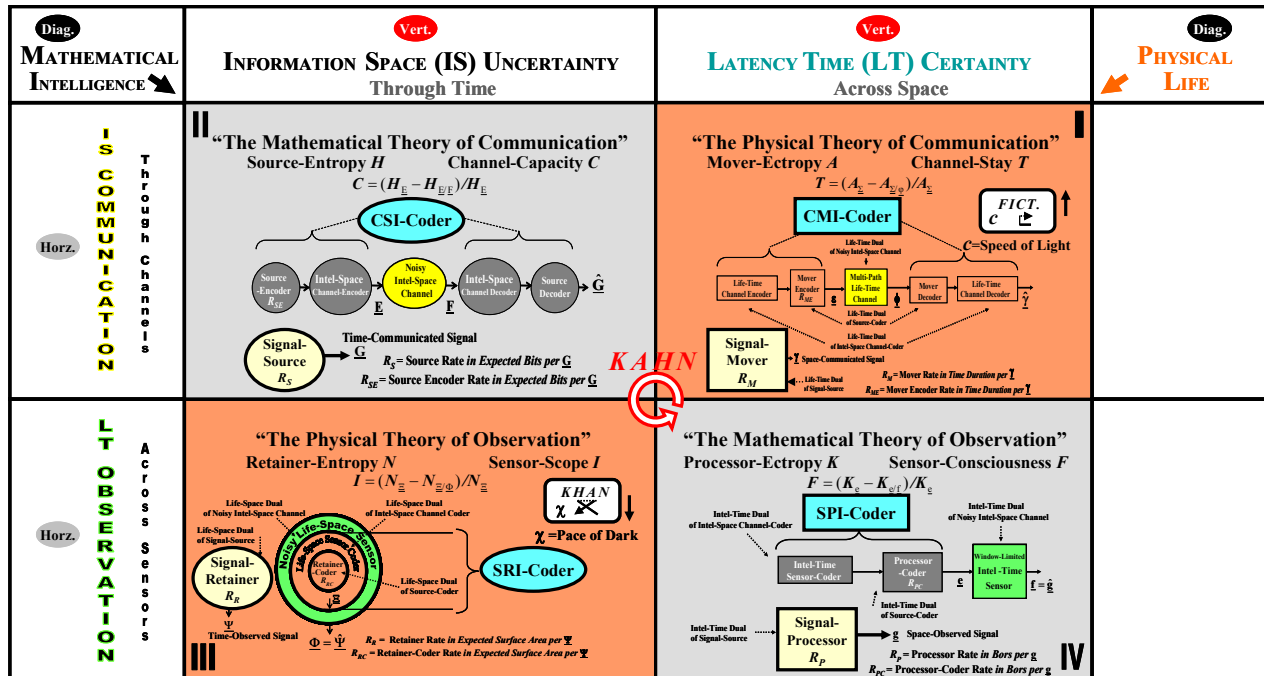 Diag.
MATHEMATICAL
INTELLIGENCE
Vert.
INFORMATION SPACE (IS) UNCERTAINTY
Through Time
Vert.
LATENCY TIME (LT) CERTAINTY
Across Space
Diag.
PHYSICAL
LIFE
Horz.
IS COMMUNICATION
Through Channels
II
“The Mathematical Theory of Communication”
Source-Entropy H Channel-Capacity C
C = (H_E − H_E/F)/H_E
CSI-Coder
Source
-Encoder
R_SE
Intel-Space
Channel-Encoder
E
Noisy
Intel-Space
Channel
F
Intel-Space
Channel Decoder
Source
Decoder
Ĝ
Signal-
Source
R_S
Time-Communicated Signal
G
R_S = Source Rate in Expected Bits per G
R_SE = Source Encoder Rate in Expected Bits per G
I
“The Physical Theory of Communication”
Mover-Ectropy A Channel-Stay T
T = (A_Σ − A_Σ/φ)/A_Σ
CMI-Coder
FICT.
C
C=Speed of Light
Life-Time Dual
of Noisy Intel-Space Channel
Life-Time
Channel Encoder
Mover
Encoder
R_ME
Multi-Path
Life-Time
Channel
Mover
Decoder
Life-Time
Channel Decoder
γ̂
Life-Time Dual
of Source-Coder
Life-Time Dual
of Intel-Space Channel-Coder
Signal-
Mover
R_M
Space-Communicated Signal
Life-Time Dual
of Signal-Source
R_M = Mover Rate in Time Duration per γ
R_ME = Mover Encoder Rate in Time Duration per γ
KAHN
Horz.
LT OBSERVATION
Across Sensors
“The Physical Theory of Observation”
Retainer-Entropy N Sensor-Scope I
I = (N_Ξ − N_Ξ/Φ)/N_Ξ
Life-Space Dual
of Noisy Intel-Space Channel
Life-Space Dual
of Intel-Space Channel Coder
KHAN
χ
χ =Pace of Dark
Life-Space Dual
of Signal-Source
Noisy Life-Space Sensor
Life-Space Sensor Coder
Retainer
-Coder
R_RC
Ξ
Signal-
Retainer
R_R
Life-Space Dual
of Source-Coder
SRI-Coder
Ψ
Time-Observed Signal
Φ = Ψ̂
R_R = Retainer Rate in Expected Surface Area per Ψ
R_RC = Retainer-Coder Rate in Expected Surface Area per Ψ
III
“The Mathematical Theory of Observation”
Processor-Ectropy K Sensor-Consciousness F
F = (K_e − K_e/f)/K_e
SPI-Coder
Intel-Time Dual
of Intel-Space Channel-Coder
Intel-Time Dual
of Noisy Intel-Space Channel
Intel-Time
Sensor-Coder
Processor
-Coder
R_PC
e
Window-Limited
Intel -Time
Sensor
f = ĝ
Intel-Time Dual
of Source-Coder
Intel-Time Dual
of Signal-Source
Signal-
Processor
R_P
g Space-Observed Signal
R_P = Processor Rate in Bors per g
R_PC= Processor-Coder Rate in Bors per g
IV